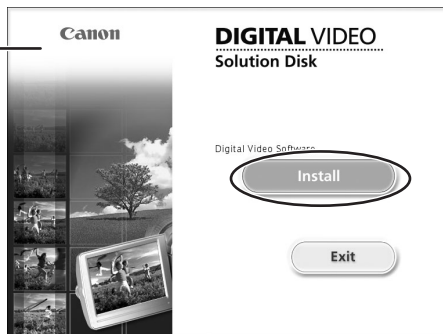 Canon
DIGITAL VIDEO
Solution Disk
Digital Video Software
Install
Exit